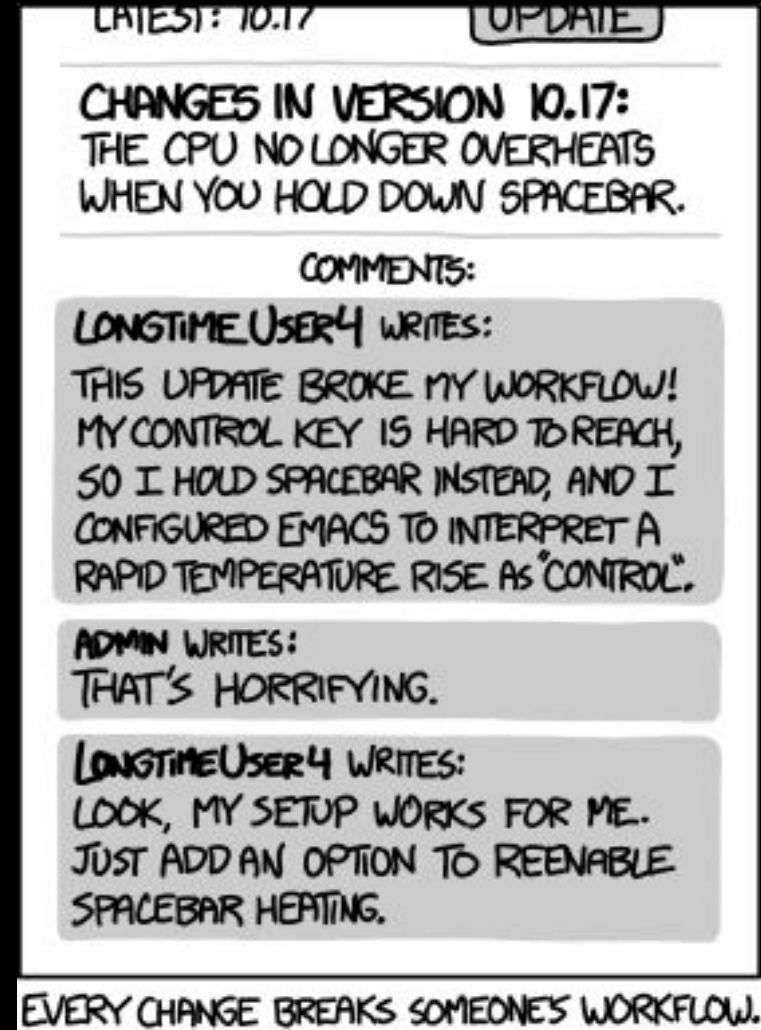 LATEST: 10.17 UPDATE
CHANGES IN VERSION 10.17:
THE CPU NO LONGER OVERHEATS
WHEN YOU HOLD DOWN SPACEBAR.
COMMENTS:
LONGTIMEUSER4 WRITES:
THIS UPDATE BROKE MY WORKFLOW!
MY CONTROL KEY IS HARD TO REACH,
SO I HOLD SPACEBAR INSTEAD, AND I
CONFIGURED EMACS TO INTERPRET A
RAPID TEMPERATURE RISE AS "CONTROL".
ADMIN WRITES:
THAT'S HORRIFYING.
LONGTIMEUSER4 WRITES:
LOOK, MY SETUP WORKS FOR ME.
JUST ADD AN OPTION TO REENABLE
SPACEBAR HEATING.
EVERY CHANGE BREAKS SOMEONE'S WORKFLOW.